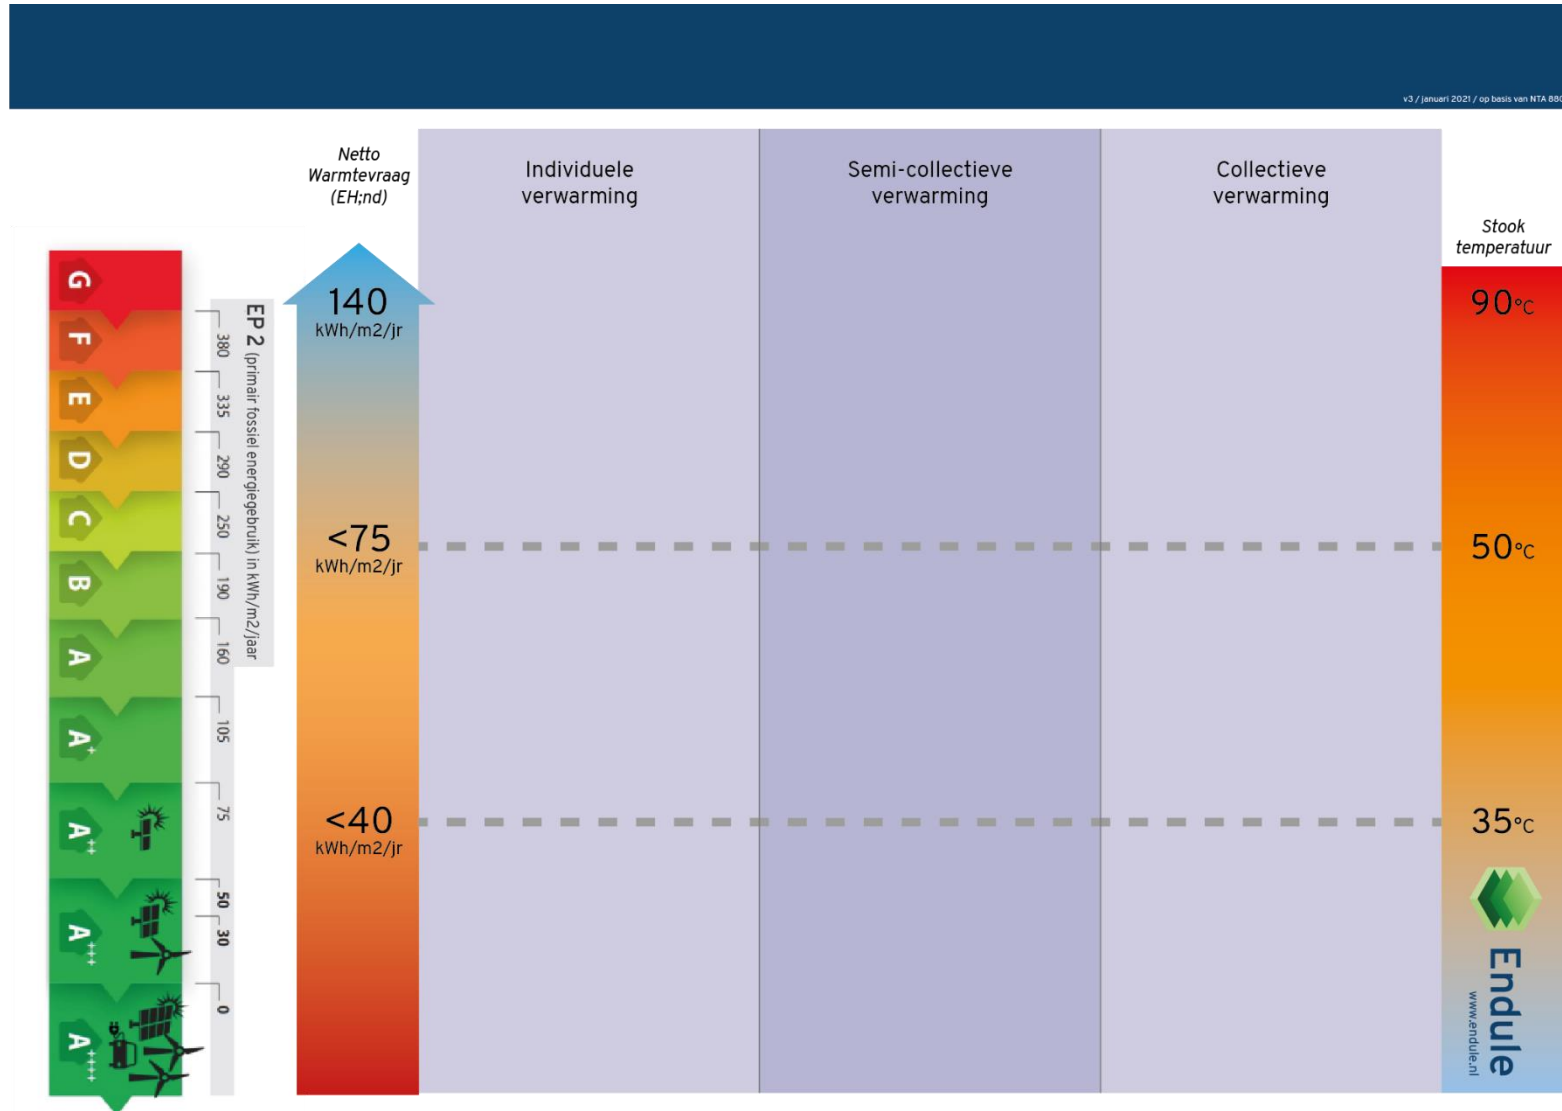 v3 / januari 2021 / op basis van NTA 880
Netto
Warmtevraag
(EH;nd)
Individuele
verwarming
Semi-collectieve
verwarming
Collectieve
verwarming
Stook
temperatuur
G
F
E
D
C
B
A
A+
A++
A+++
A++++
380
335
290
250
190
160
105
75
50
30
0
EP 2 (primair fossiel energiegebruik) in kWh/m2/jaar
140
kWh/m2/jr
<75
kWh/m2/jr
<40
kWh/m2/jr
90°C
50°C
35°C
Endule
www.endule.nl